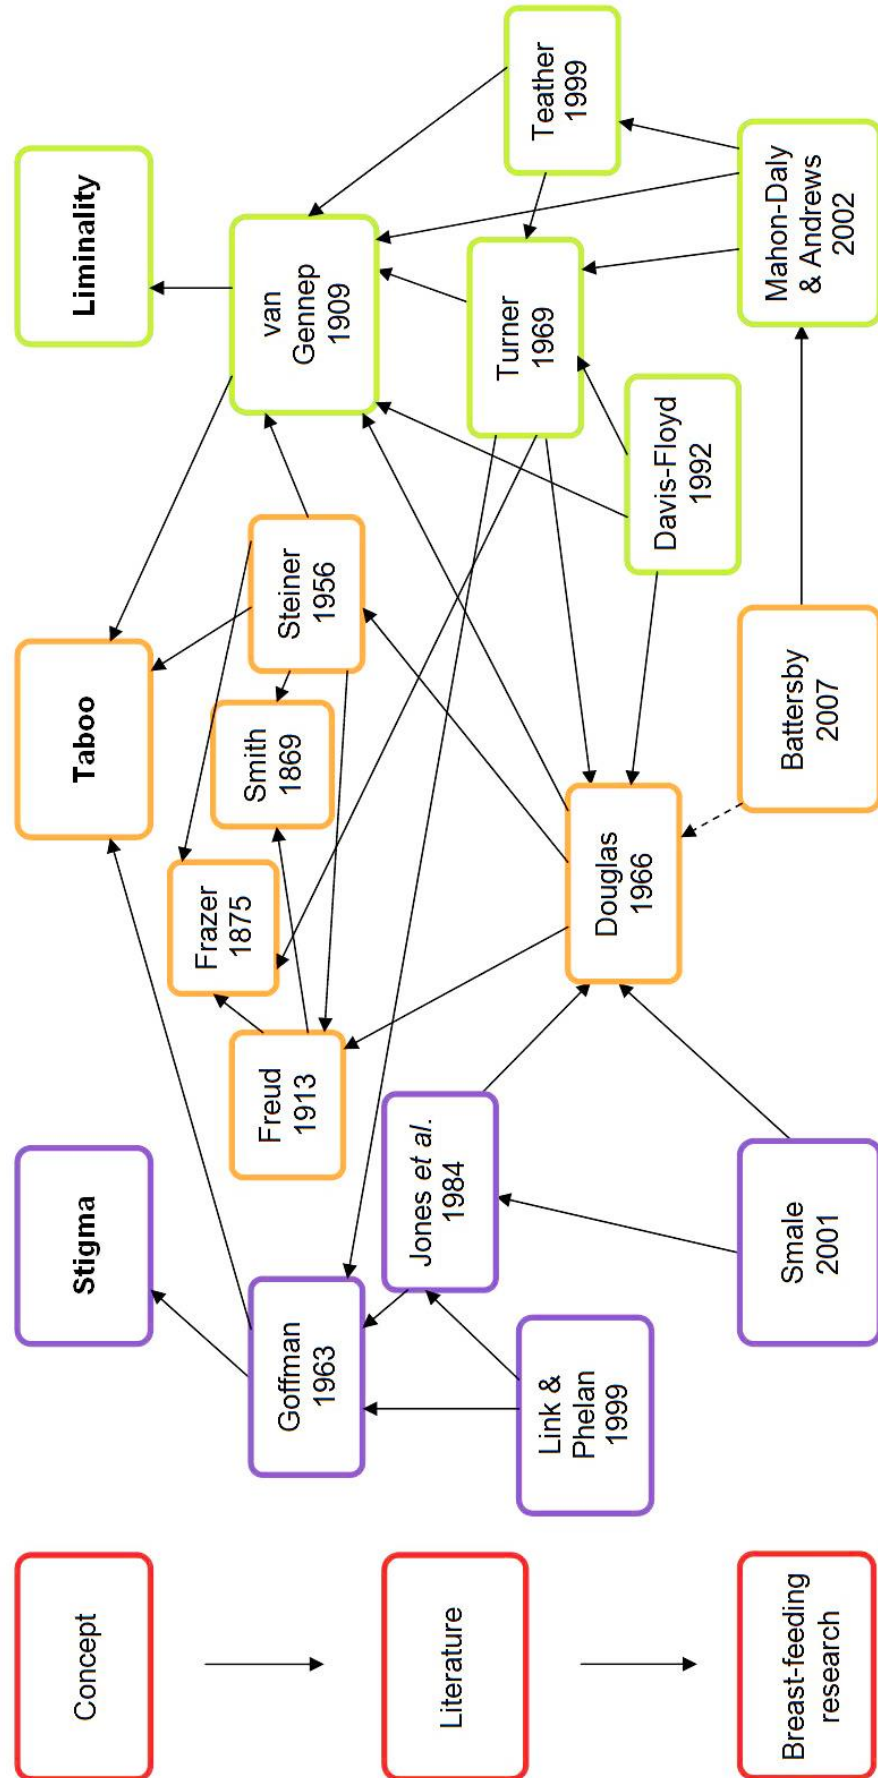 Concept
Stigma
Taboo
Liminality
Literature
Goffman
1963
Freud
1913
Frazer
1875
Smith
1869
Steiner
1956
van
Gennep
1909
Jones et al.
1984
Link &
Phelan
1999
Douglas
1966
Turner
1969
Teather
1999
Davis-Floyd
1992
Breast-feeding
research
Smale
2001
Battersby
2007
Mahon-Daly
& Andrews
2002